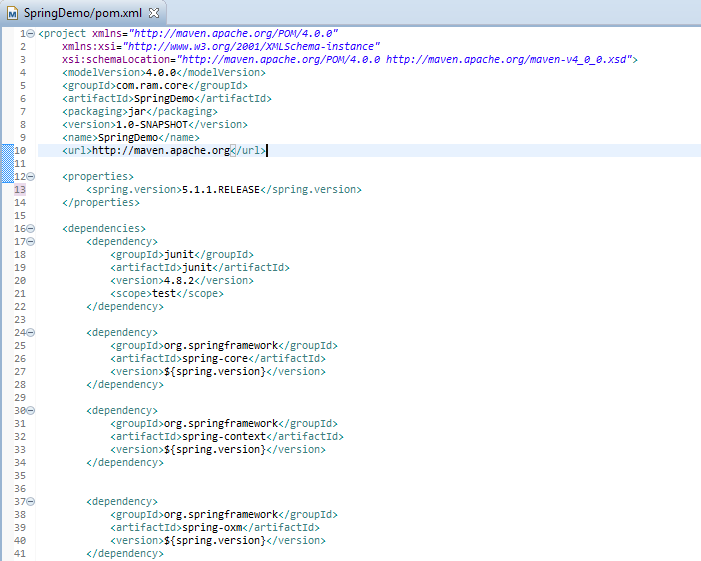 SpringDemo/pom.xml
1 <project xmlns="http://maven.apache.org/POM/4.0.0"
2 xmlns:xsi="http://www.w3.org/2001/XMLSchema-instance"
3 xsi:schemaLocation="http://maven.apache.org/POM/4.0.0 http://maven.apache.org/maven-v4_0_0.xsd">
4 <modelVersion>4.0.0</modelVersion>
5 <groupId>com.ram.core</groupId>
6 <artifactId>SpringDemo</artifactId>
7 <packaging>jar</packaging>
8 <version>1.0-SNAPSHOT</version>
9 <name>SpringDemo</name>
10 <url>http://maven.apache.org</url>
11
12 <properties>
13 <spring.version>5.1.1.RELEASE</spring.version>
14 </properties>
15
16 <dependencies>
17 <dependency>
18 <groupId>junit</groupId>
19 <artifactId>junit</artifactId>
20 <version>4.8.2</version>
21 <scope>test</scope>
22 </dependency>
23
24 <dependency>
25 <groupId>org.springframework</groupId>
26 <artifactId>spring-core</artifactId>
27 <version>${spring.version}</version>
28 </dependency>
29
30 <dependency>
31 <groupId>org.springframework</groupId>
32 <artifactId>spring-context</artifactId>
33 <version>${spring.version}</version>
34 </dependency>
35
36
37 <dependency>
38 <groupId>org.springframework</groupId>
39 <artifactId>spring-oxm</artifactId>
40 <version>${spring.version}</version>
41 </dependency>